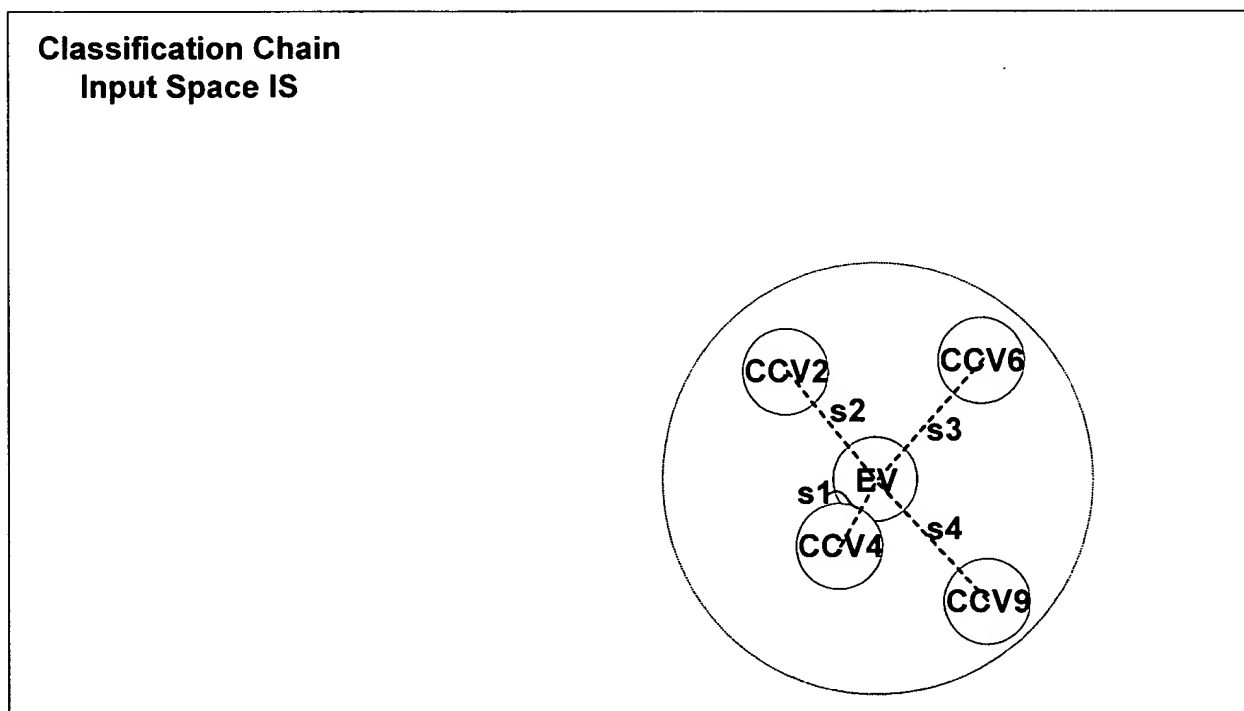 Classification Chain
Input Space IS
CCV2
CCV6
s2
s3
EV
s1
s4
CCV4
CCV9